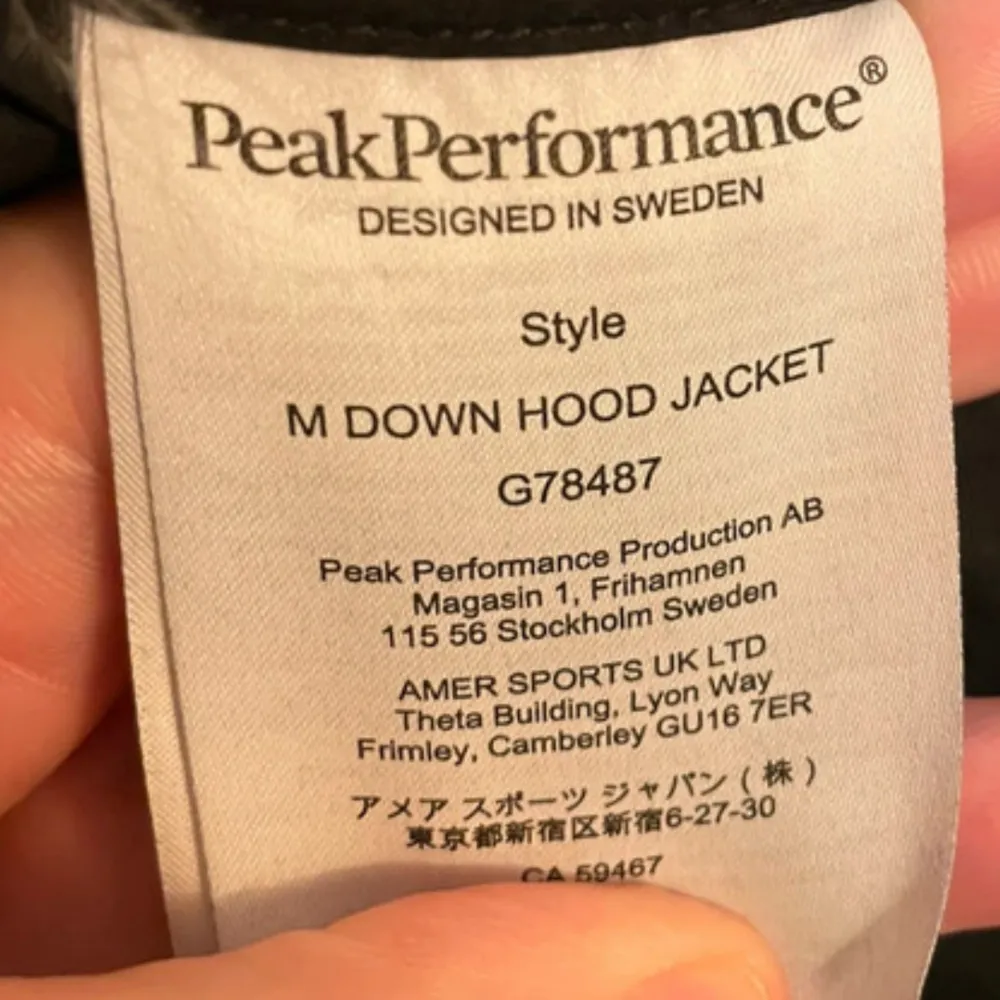 PeakPerformance®
DESIGNED IN SWEDEN
Style
M DOWN HOOD JACKET
G78487
Peak Performance Production AB
Magasin 1, Frihamnen
115 56 Stockholm Sweden
AMER SPORTS UK LTD
Theta Building, Lyon Way
Frimley, Camberley GU16 7ER
アメア スポーツ ジャパン ( 株 )
東京都新宿区新宿6-27-30
CA 59467